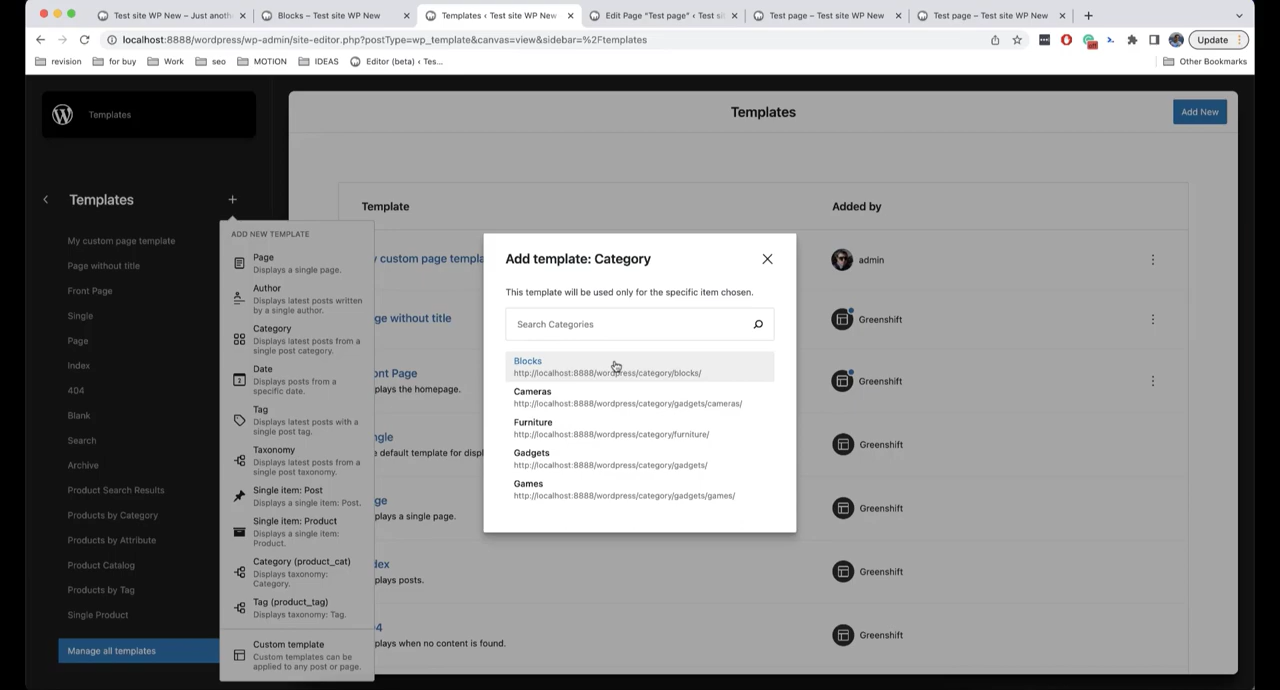 Test site WP New – Just anoth
Blocks – Test site WP New
Templates ‹ Test site WP New
Edit Page "Test page" ‹ Test si
Test page – Test site WP New
Test page – Test site WP New
localhost:8888/wordpress/wp-admin/site-editor.php?postType=wp_template&canvas=view&sidebar=%2Ftemplates
Update
revision
for buy
Work
seo
MOTION
IDEAS
Editor (beta) ‹ Tes...
Other Bookmarks
Templates
Templates
My custom page template
Page without title
Front Page
Single
Page
Index
404
Blank
Search
Archive
Product Search Results
Products by Category
Products by Attribute
Product Catalog
Products by Tag
Single Product
Manage all templates
ADD NEW TEMPLATE
Page
Displays a single page.
Author
Displays latest posts written
by a single author.
Category
Displays latest posts from a
single post category.
Date
Displays posts from a
specific date.
Tag
Displays latest posts with a
single post tag.
Taxonomy
Displays latest posts from a
single post taxonomy.
Single item: Post
Displays a single item: Post.
Single item: Product
Displays a single item:
Product.
Category (product_cat)
Displays taxonomy:
Category.
Tag (product_tag)
Displays taxonomy: Tag.
Custom template
Custom templates can be
applied to any post or page.
Templates
Add New
Template
Added by
y custom page templa
admin
ge without title
Greenshift
ont Page
plays the homepage.
Greenshift
ngle
e default template for displ
Greenshift
ge
plays a single page.
Greenshift
dex
plays posts.
Greenshift
4
plays when no content is found.
Greenshift
Add template: Category
This template will be used only for the specific item chosen.
Search Categories
Blocks
http://localhost:8888/wordpress/category/blocks/
Cameras
http://localhost:8888/wordpress/category/gadgets/cameras/
Furniture
http://localhost:8888/wordpress/category/furniture/
Gadgets
http://localhost:8888/wordpress/category/gadgets/
Games
http://localhost:8888/wordpress/category/gadgets/games/